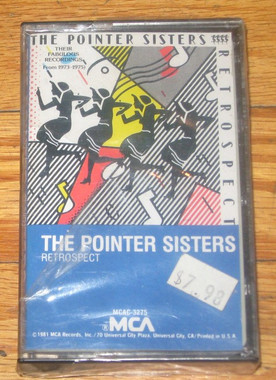 THE POINTER SISTERS $$$$
THEIR
FABULOUS
RECORDINGS
From 1973-1975!
RETROSPECT
THE POINTER SISTERS
RETROSPECT
$7.98
MCAC-5275
MCA
©1981 MCA Records, Inc./70 Universal City Plaza, Universal City, CA/Printed in U.S.A.